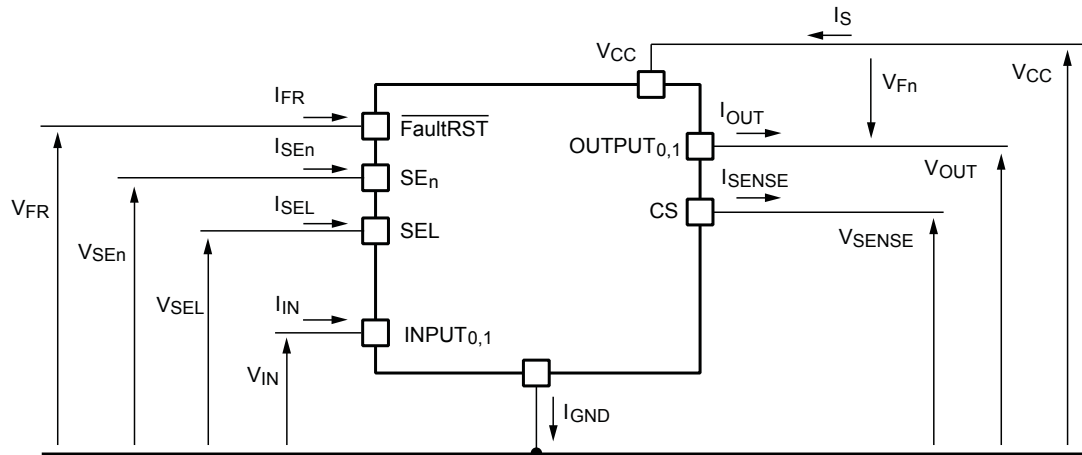 IS
VCC
VCC
VFn
IFR
FaultRST
IOUT
OUTPUT0,1
ISEn
SEn
VOUT
ISENSE
ISEL
SEL
CS
VFR
VSEn
VSENSE
VSEL
IIN
INPUT0,1
VIN
IGND